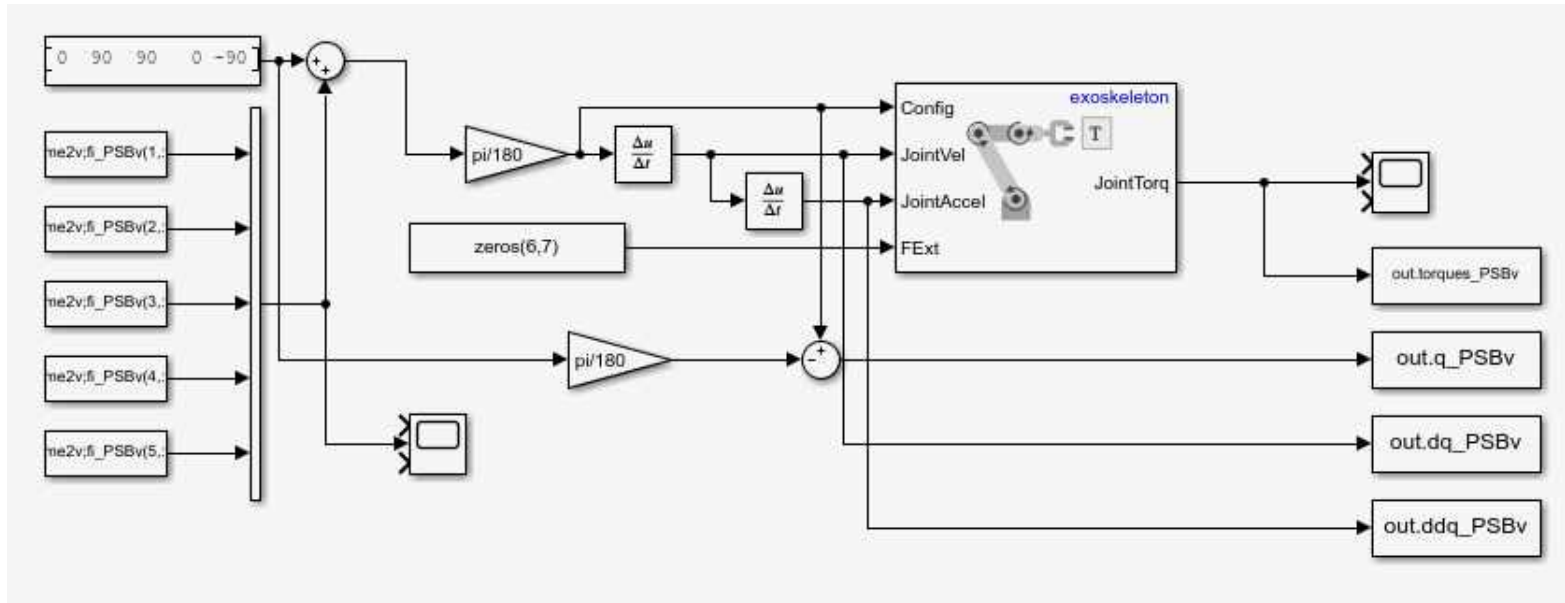 [0 90 90 0 -90]
me2v;fi_PSBv(1,:
me2v;fi_PSBv(2,:
me2v;fi_PSBv(3,:
me2v;fi_PSBv(4,:
me2v;fi_PSBv(5,:
+
+
pi/180
Δu
Δt
Δu
Δt
zeros(6,7)
pi/180
-
+
exoskeleton
Config
JointVel
JointAccel
FExt
T
JointTorq
out.torques_PSBv
out.q_PSBv
out.dq_PSBv
out.ddq_PSBv